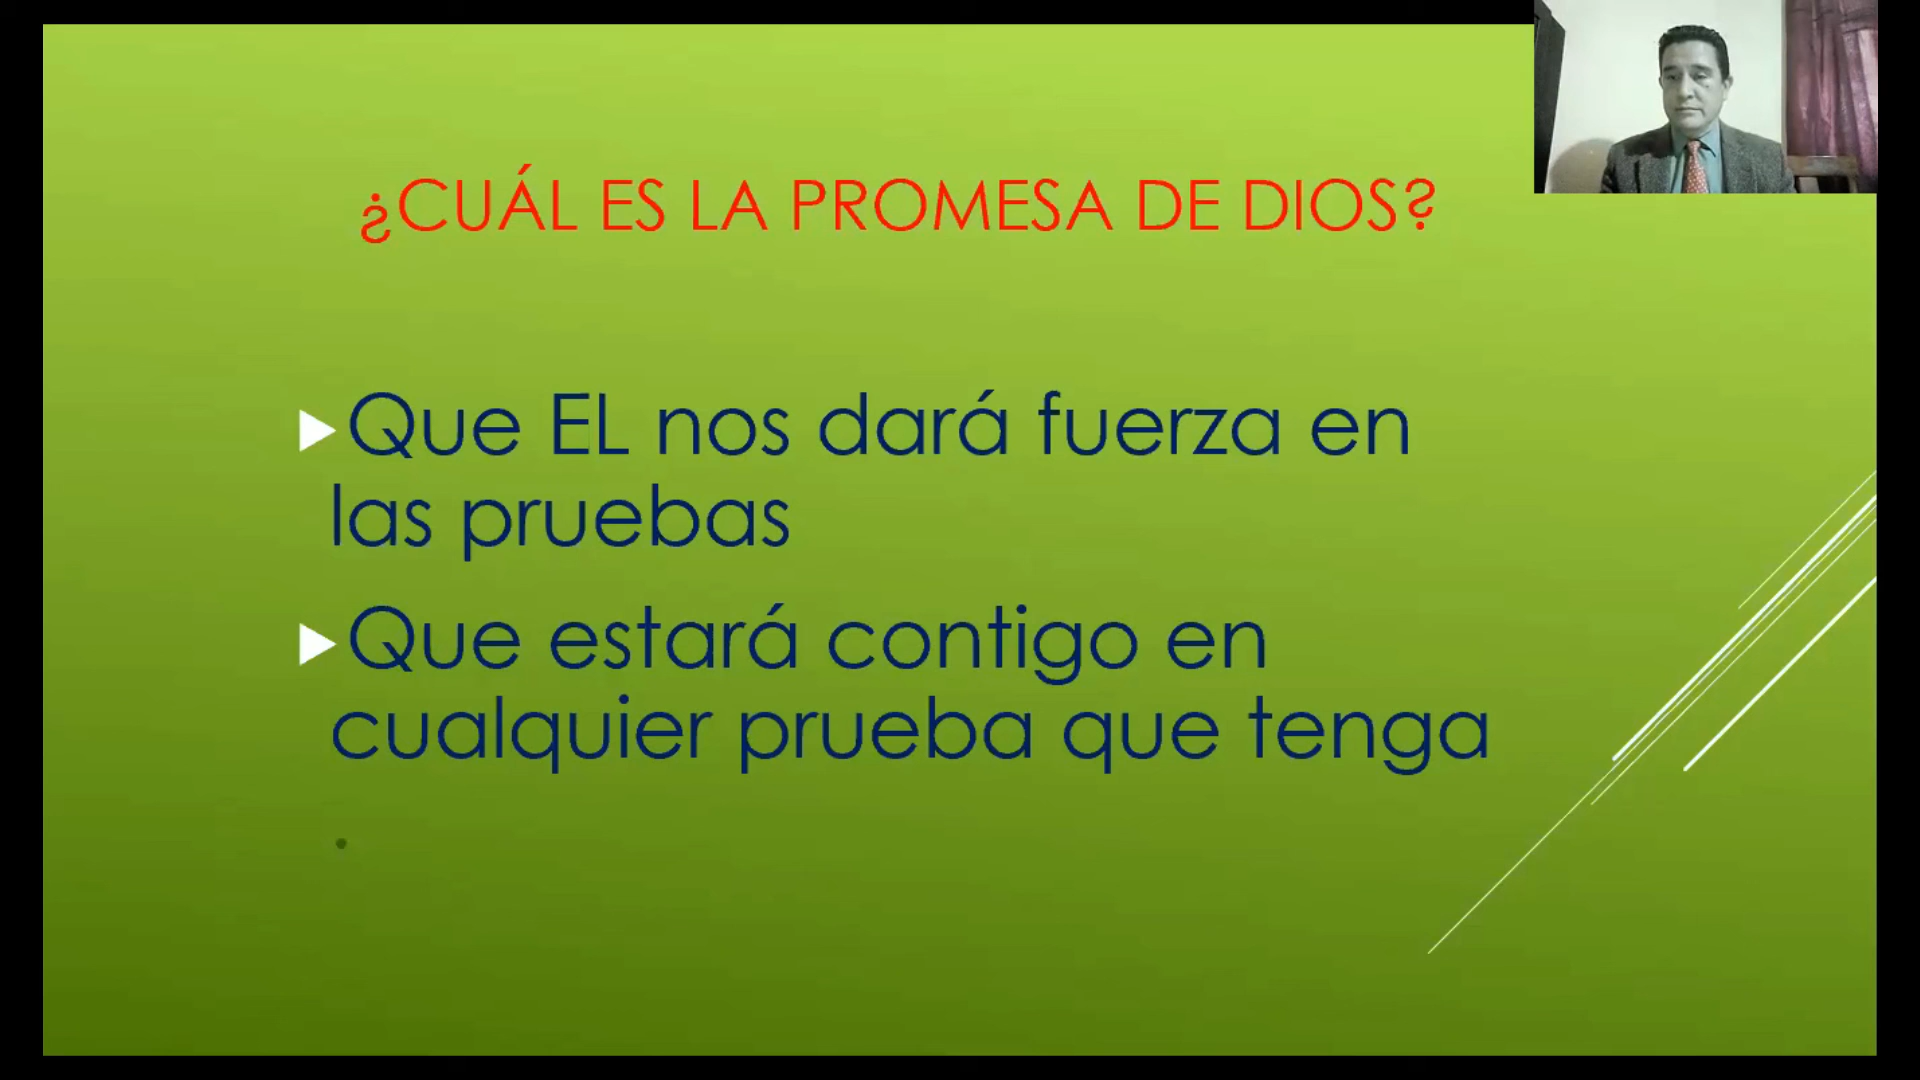 ¿CUÁL ES LA PROMESA DE DIOS?
Que EL nos dará fuerza en
las pruebas
Que estará contigo en
cualquier prueba que tenga